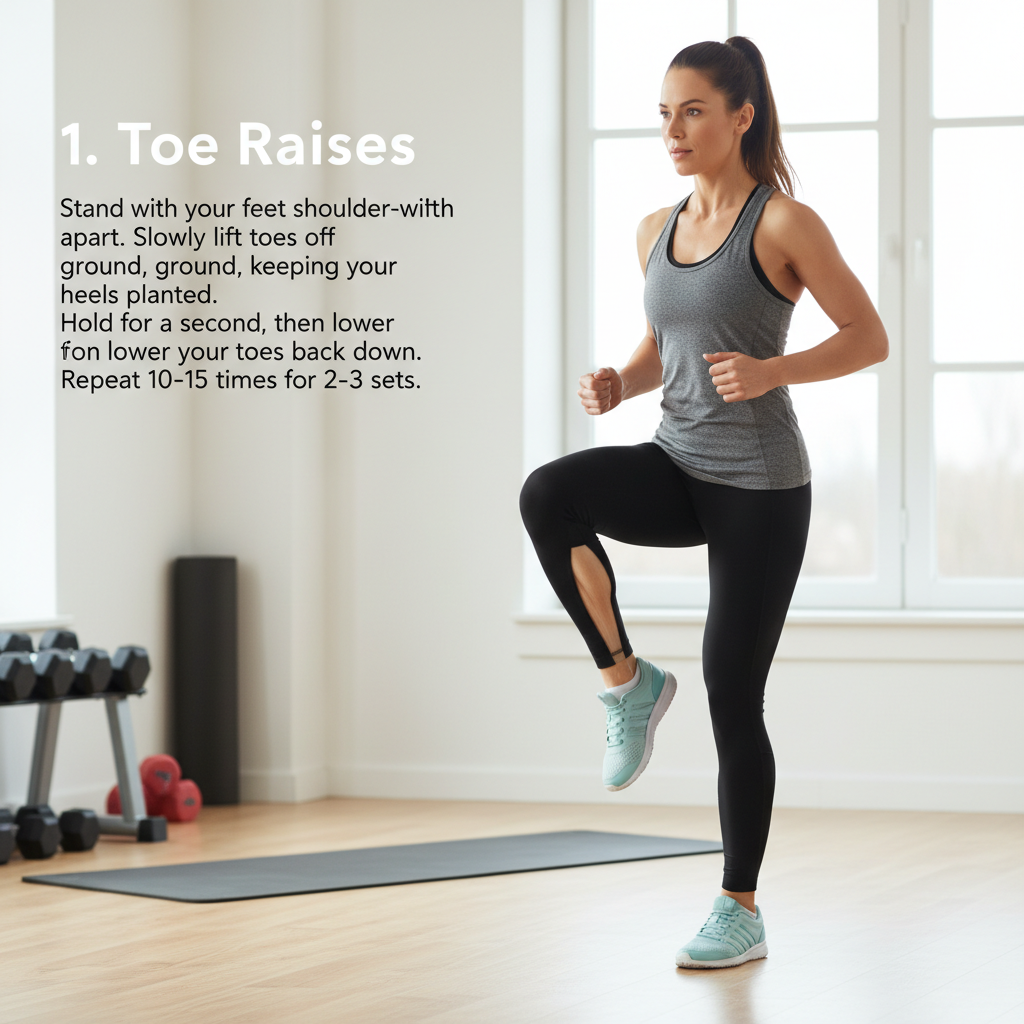 1. Toe Raises
Stand with your feet shoulder-with
apart. Slowly lift toes off
ground, ground, keeping your
heels planted.
Hold for a second, then lower
fon lower your toes back down.
Repeat 10-15 times for 2-3 sets.